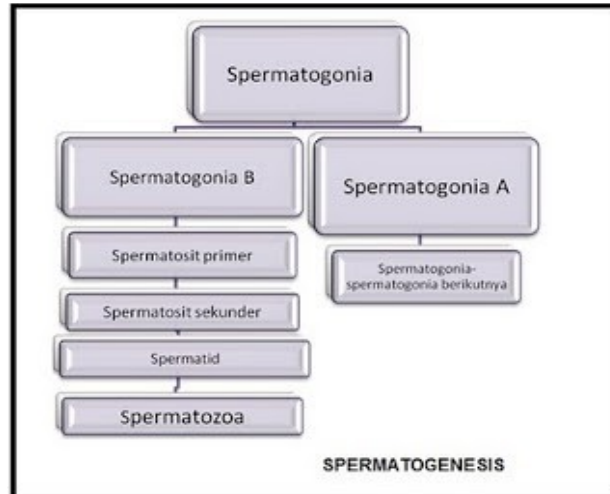 Spermatogonia
Spermatogonia B
Spermatogonia A
Spermatosit primer
Spermatogonia-
spermatogonia berikutnya
Spermatosit sekunder
Spermatid
Spermatozoa
SPERMATOGENESIS